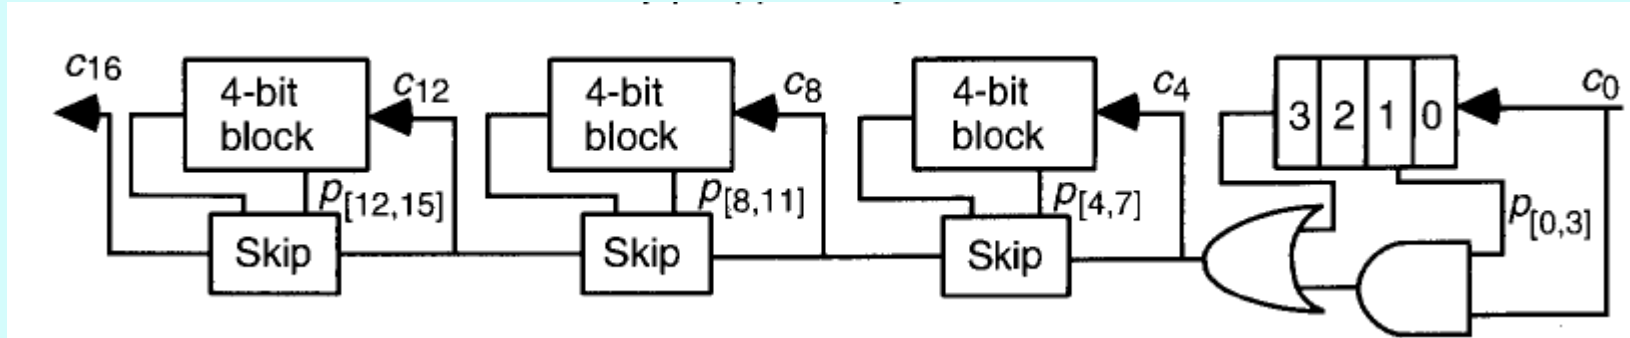 c16
4-bit
block
c12
4-bit
block
c8
4-bit
block
c4
3 2 1 0
c0
p[12,15]
p[8,11]
p[4,7]
p[0,3]
Skip
Skip
Skip